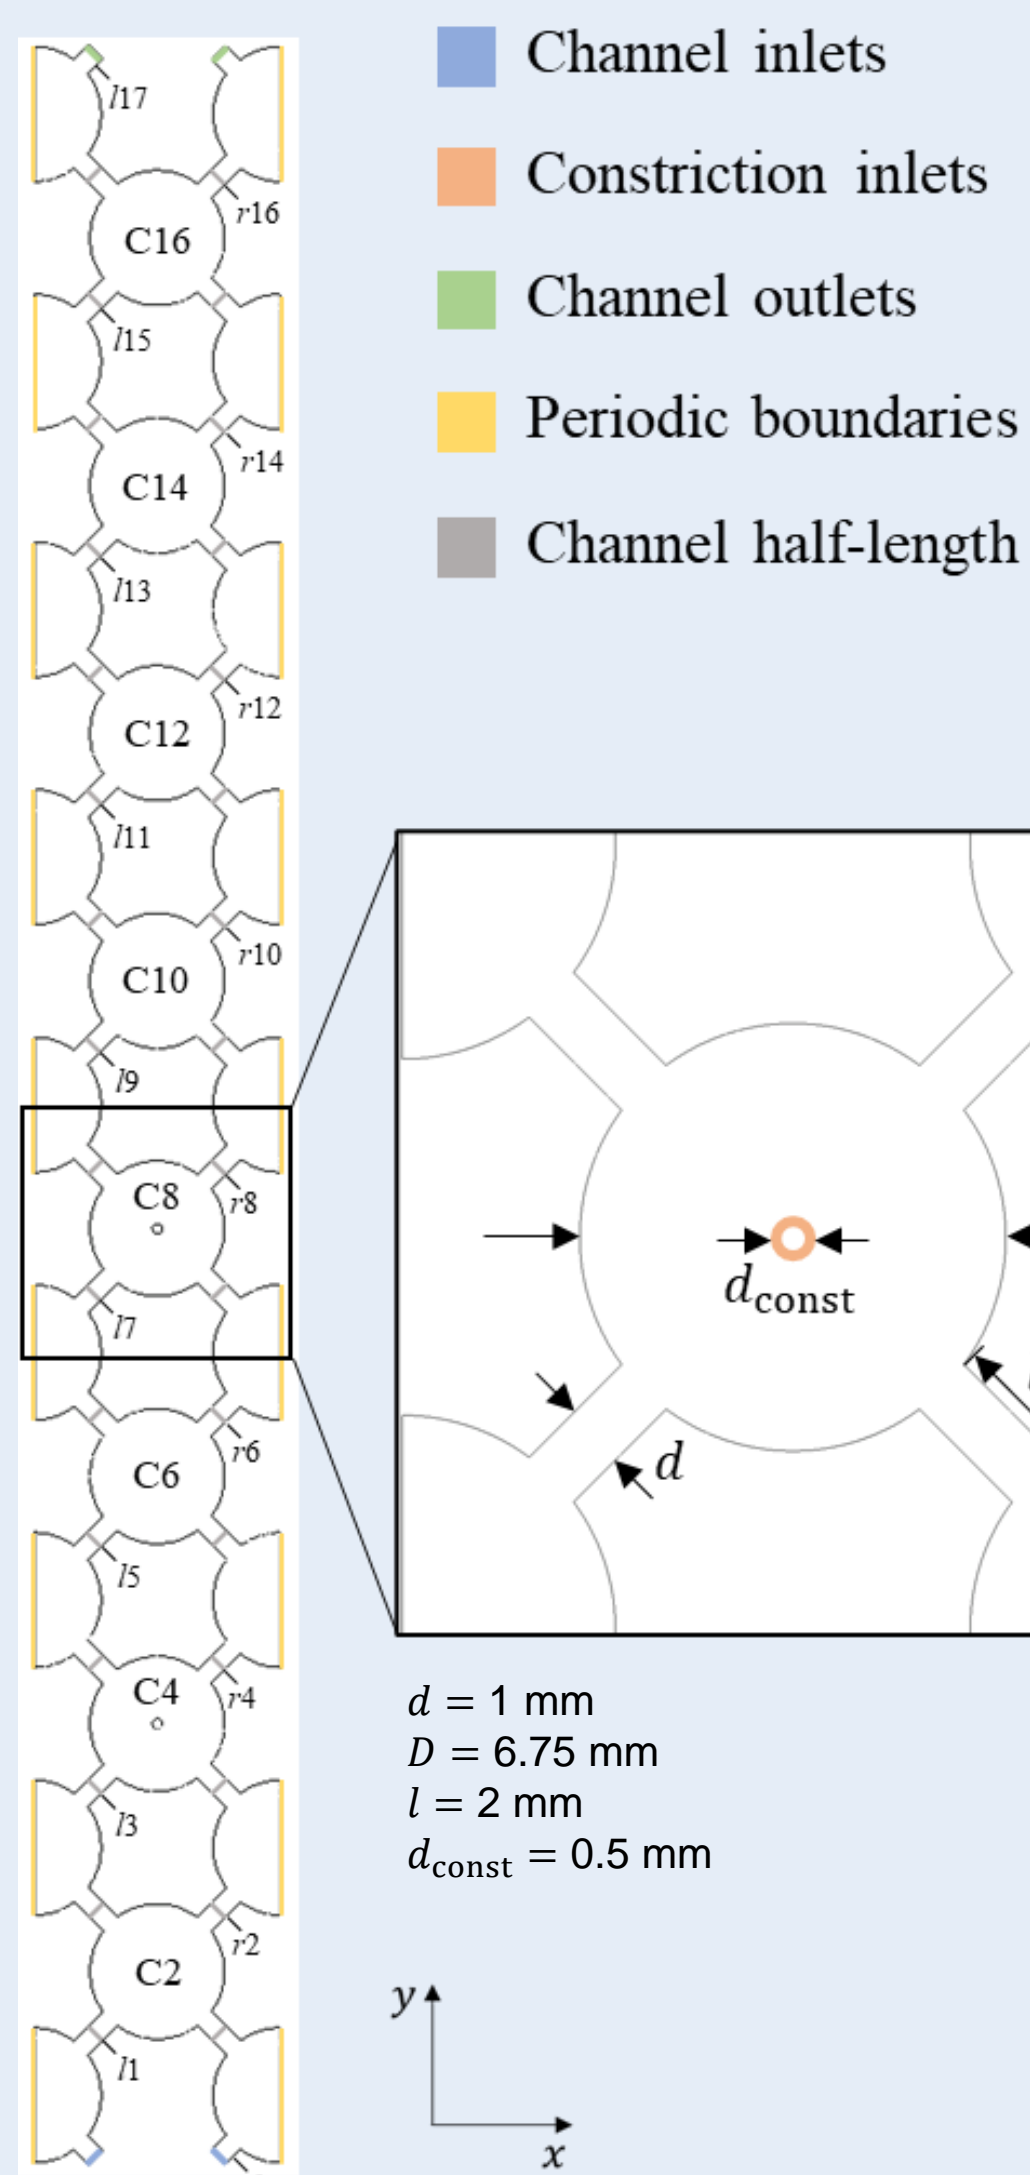 Channel inlets
Constriction inlets
Channel outlets
Periodic boundaries
Channel half-length
l17
r16
C16
l15
r14
C14
l13
r12
C12
l11
r10
C10
l9
C8
r8
l7
r6
C6
l5
C4
r4
l3
r2
C2
l1
d_const
d
d = 1 mm
D = 6.75 mm
l = 2 mm
d_const = 0.5 mm
y
x